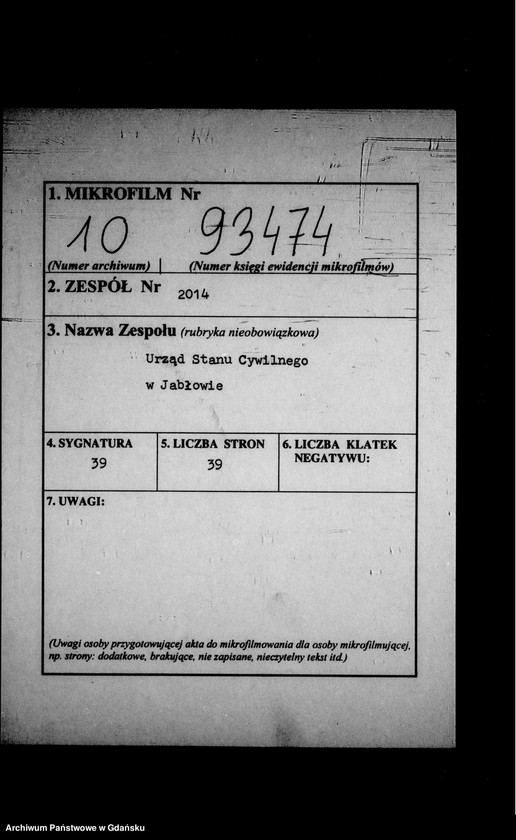 1. MIKROFILM Nr
10 93474
(Numer archiwum) (Numer księgi ewidencji mikrofilmów)
2. ZESPÓŁ Nr 2014
3. Nazwa Zespołu (rubryka nieobowiązkowa)
Urząd Stanu Cywilnego
w Jabłowie
4. SYGNATURA 5. LICZBA STRON 6. LICZBA KLATEK
NEGATYWU:
39 39
7. UWAGI:
(Uwagi osoby przygotowującej akta do mikrofilmowania dla osoby mikrofilmującej,
np. strony: dodatkowe, brakujące, nie zapisane, nieczytelny tekst itd.)
Archiwum Państwowe w Gdańsku